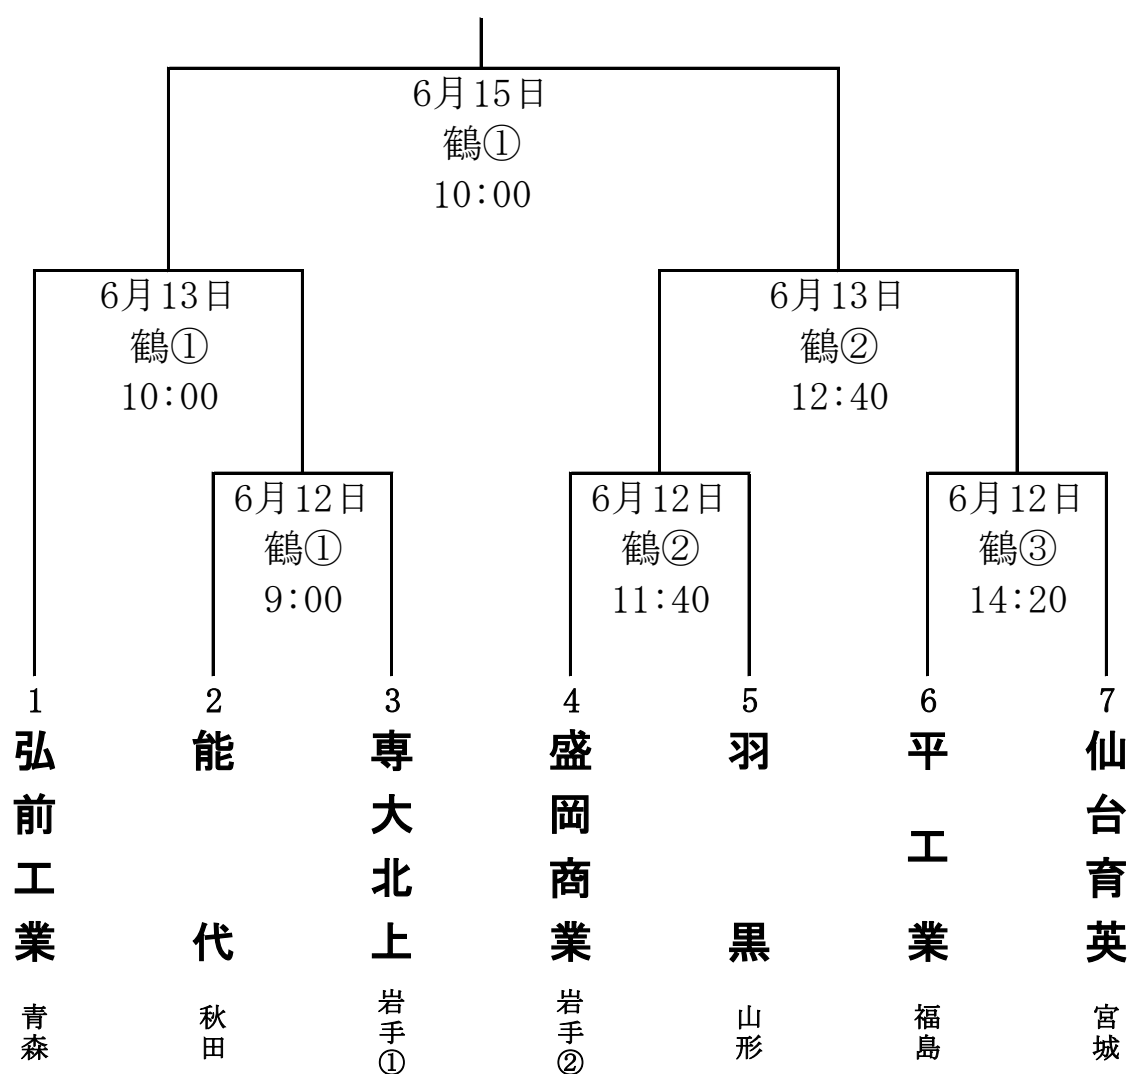 6月15日
鶴①
10:00
6月13日
鶴①
10:00
6月13日
鶴②
12:40
6月12日
鶴①
9:00
6月12日
鶴②
11:40
6月12日
鶴③
14:20
1
弘前工業
青森
2
能代
秋田
3
専大北上
岩手①
4
盛岡商業
岩手②
5
羽黒
山形
6
平工業
福島
7
仙台育英
宮城